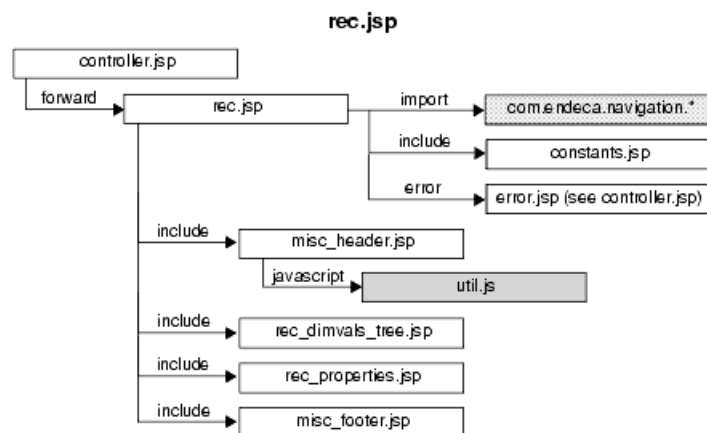 rec.jsp
controller.jsp
forward
rec.jsp
import
com.endeca.navigation.*
include
constants.jsp
error
error.jsp (see controller.jsp)
include
misc_header.jsp
javascript
util.js
include
rec_dimvals_tree.jsp
include
rec_properties.jsp
include
misc_footer.jsp